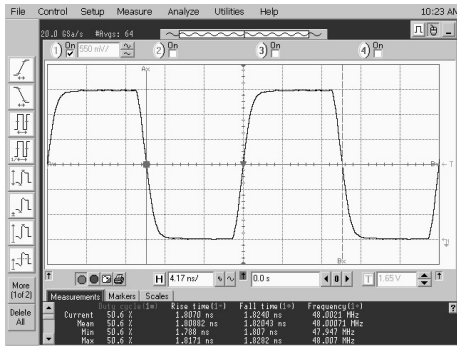 File Control Setup Measure Analyze Utilities Help 10:23 AM
20.0 GSa/s #Avgs: 64
1) On 550 mV/ 2) On 3) On 4) On
Ax
Bx
T
More
(1of2)
Delete
All
H 4.17 ns/ 0.0 s T 1.65 V
Measurements Markers Scales
Duty cycle(1) Rise time(1) Fall time(1) Frequency(1)
Current 50.6 % 1.8070 ns 1.8240 ns 48.0021 MHz
Mean 50.6 % 1.80882 ns 1.82043 ns 48.00071 MHz
Min 50.6 % 1.788 ns 1.807 ns 47.947 MHz
Max 50.6 % 1.8171 ns 1.8282 ns 48.007 MHz